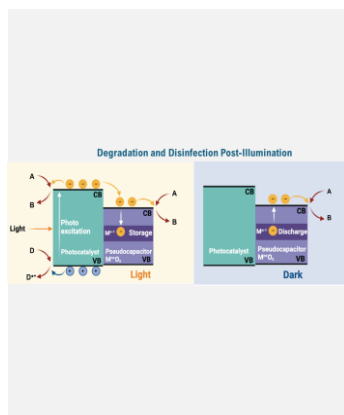 Degradation and Disinfection Post-Illumination
A
B
Light
D
D•+
CB
Photo
excitation
Photocatalyst
VB
A
B
CB
Storage
Pseudocapacitor
VB
Light
CB
Photocatalyst
VB
A
B
CB
Discharge
Pseudocapacitor
VB
Dark